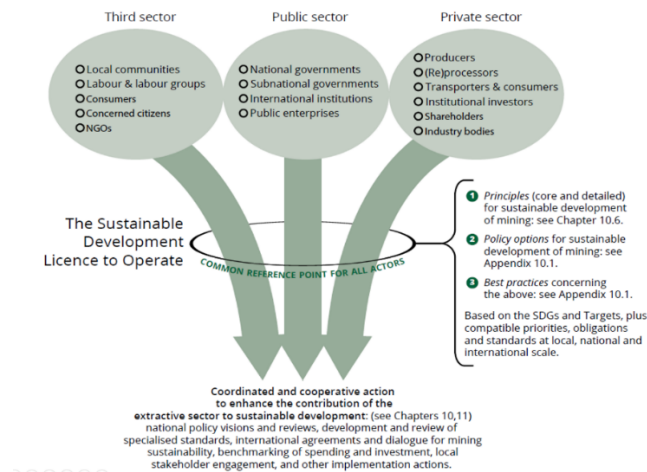 Third sector
Public sector
Private sector
Local communities
Labour & labour groups
Consumers
Concerned citizens
NGOs
National governments
Subnational governments
International institutions
Public enterprises
Producers
(Re)processors
Transporters & consumers
Institutional investors
Shareholders
Industry bodies
The Sustainable
Development
Licence to Operate
COMMON REFERENCE POINT FOR ALL ACTORS
1 Principles (core and detailed)
for sustainable development
of mining: see Chapter 10.6.
2 Policy options for sustainable
development of mining: see
Appendix 10.1.
3 Best practices concerning
the above: see Appendix 10.1.
Based on the SDGs and Targets, plus
compatible priorities, obligations
and standards at local, national and
international scale.
Coordinated and cooperative action
to enhance the contribution of the
extractive sector to sustainable development: (see Chapters 10,11)
national policy visions and reviews, development and review of
specialised standards, international agreements and dialogue for mining
sustainability, benchmarking of spending and investment, local
stakeholder engagement, and other implementation actions.